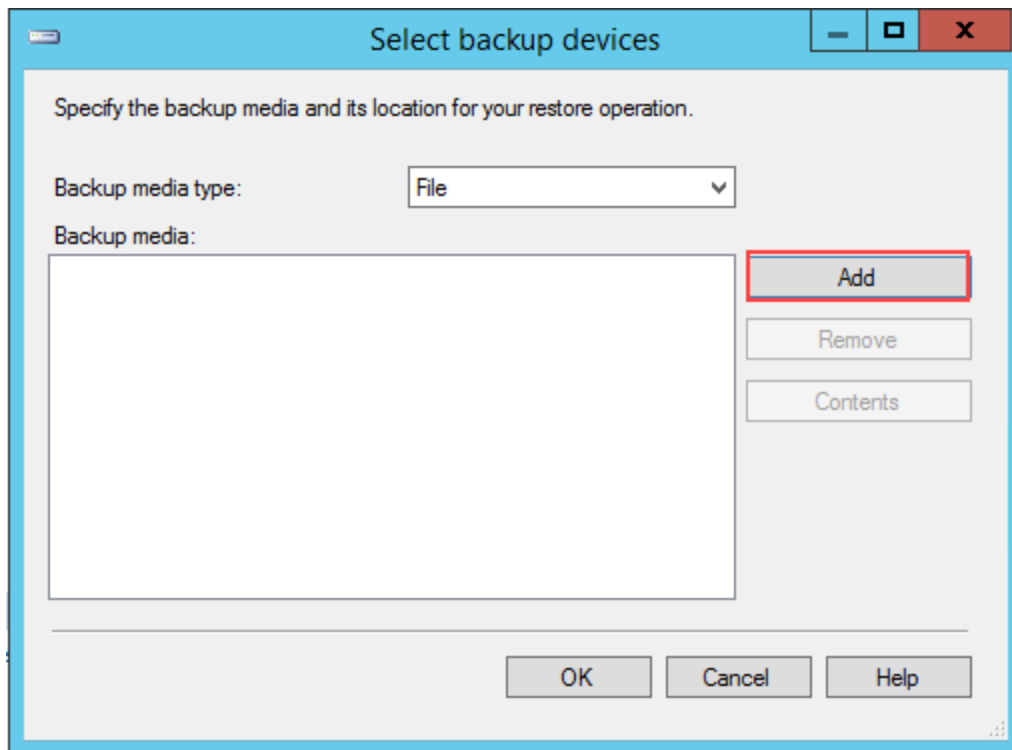 Select backup devices
Specify the backup media and its location for your restore operation.
Backup media type: File
Backup media:
Add
Remove
Contents
OK Cancel Help